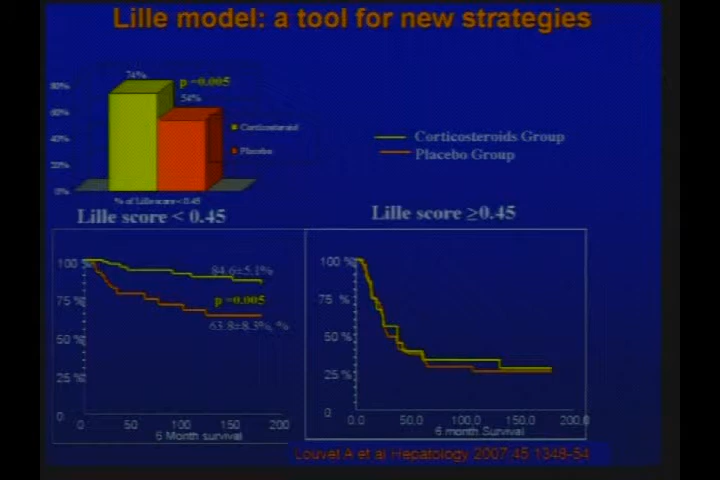 Lille model: a tool for new strategies
80%
60%
40%
20%
0%
74%
p =0.005
54%
Corticosteroid
Placebo
% of Lille score < 0.45
Corticosteroids Group
Placebo Group
Lille score < 0.45
Lille score ≥0.45
100 %
75 %
50 %
25 %
0
84.6±5.1%
p =0.005
63.8±8.3%, %
0 50 100 150 200
6 Month survival
100 %
75 %
50 %
25 %
0
0.0 50.0 100.0 150.0 200.0
6 month Survival
Louvet A et al Hepatology 2007;45:1348-54